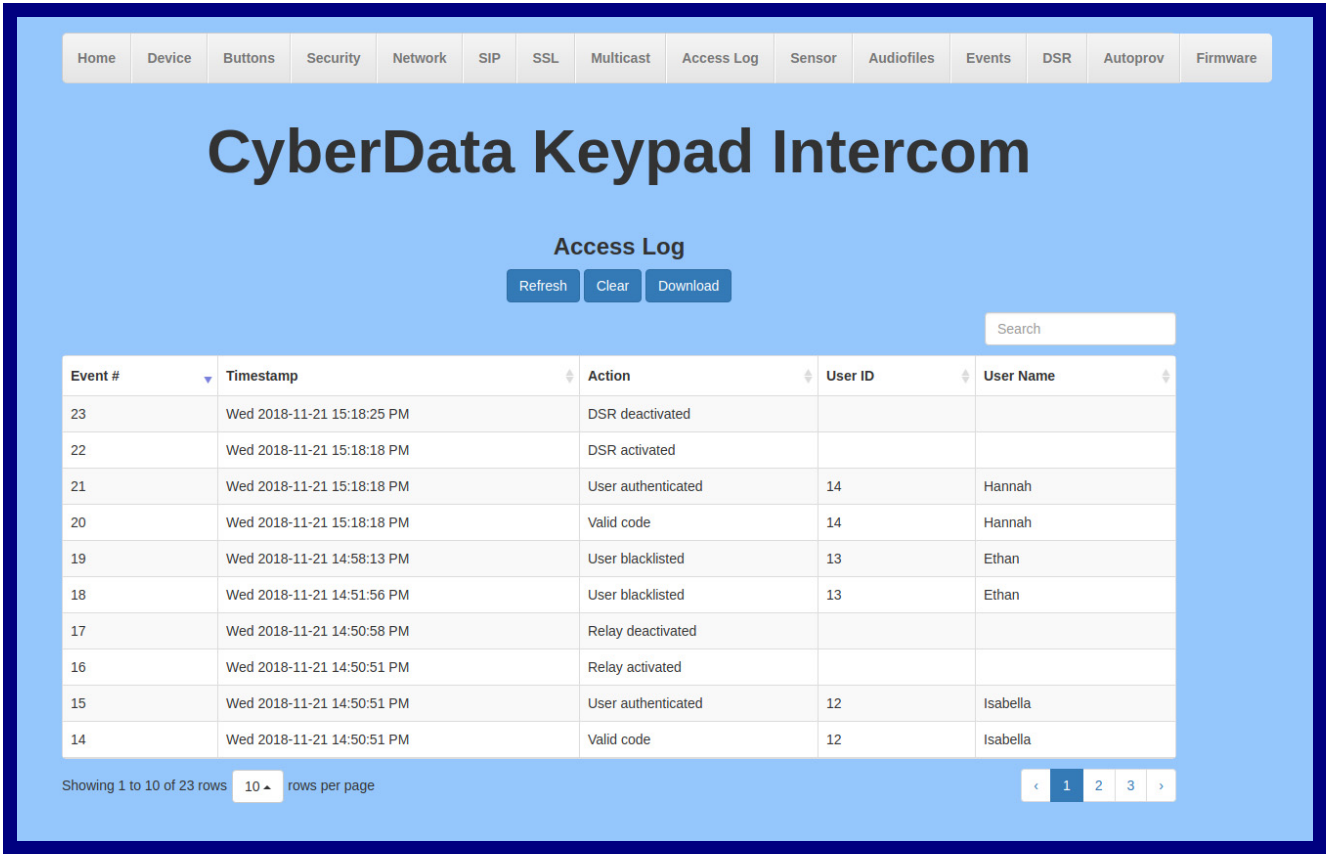 Home Device Buttons Security Network SIP SSL Multicast Access Log Sensor Audiofiles Events DSR Autoprov Firmware
CyberData Keypad Intercom
Access Log
Refresh Clear Download
Search
Event # Timestamp Action User ID User Name
23 Wed 2018-11-21 15:18:25 PM DSR deactivated
22 Wed 2018-11-21 15:18:18 PM DSR activated
21 Wed 2018-11-21 15:18:18 PM User authenticated 14 Hannah
20 Wed 2018-11-21 15:18:18 PM Valid code 14 Hannah
19 Wed 2018-11-21 14:58:13 PM User blacklisted 13 Ethan
18 Wed 2018-11-21 14:51:56 PM User blacklisted 13 Ethan
17 Wed 2018-11-21 14:50:58 PM Relay deactivated
16 Wed 2018-11-21 14:50:51 PM Relay activated
15 Wed 2018-11-21 14:50:51 PM User authenticated 12 Isabella
14 Wed 2018-11-21 14:50:51 PM Valid code 12 Isabella
Showing 1 to 10 of 23 rows 10 rows per page ‹ 1 2 3 ›